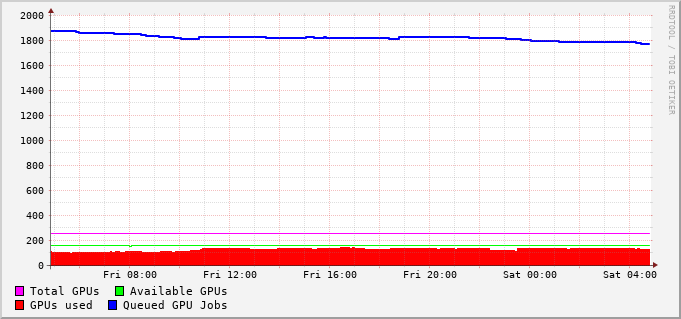 2000
1800
1600
1400
1200
1000
800
600
400
200
0
Fri 08:00 Fri 12:00 Fri 16:00 Fri 20:00 Sat 00:00 Sat 04:00
Total GPUs Available GPUs
GPUs used Queued GPU Jobs
RRDTOOL / TOBI OETIKER